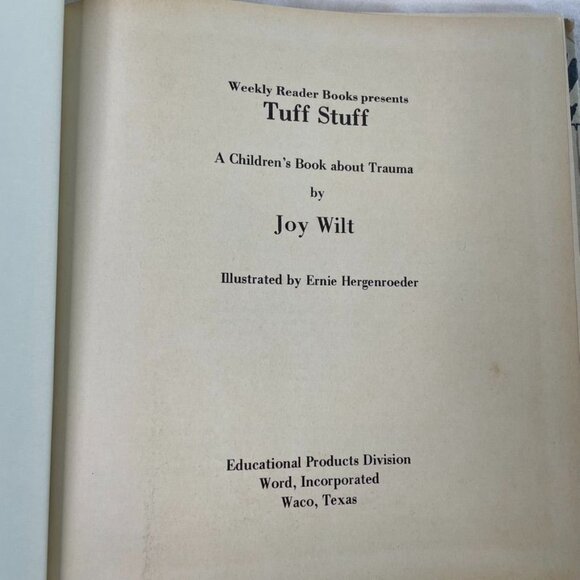 Weekly Reader Books presents
Tuff Stuff
A Children's Book about Trauma
by
Joy Wilt
Illustrated by Ernie Hergenroeder
Educational Products Division
Word, Incorporated
Waco, Texas